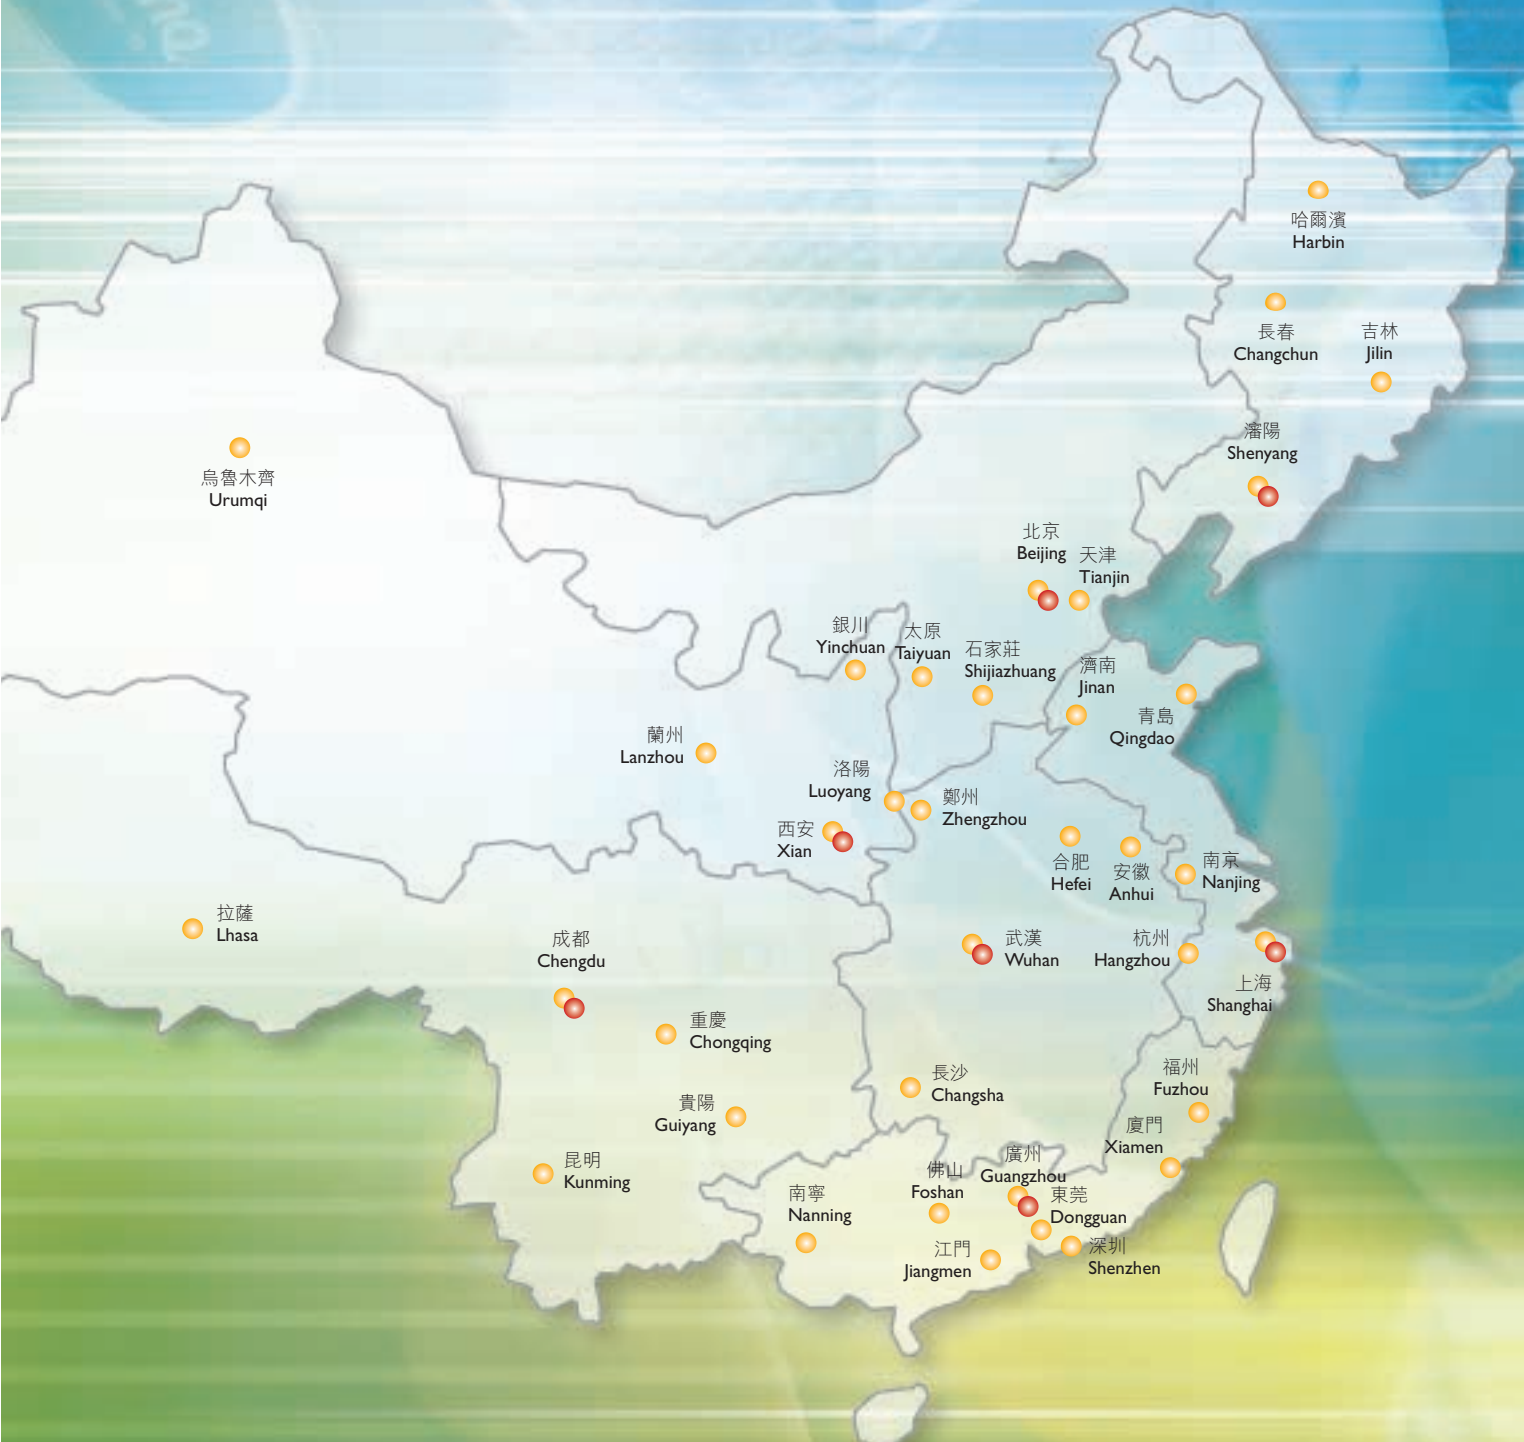 哈爾濱
Harbin
長春
Changchun
吉林
Jilin
瀋陽
Shenyang
烏魯木齊
Urumqi
北京
Beijing
天津
Tianjin
銀川
Yinchuan
太原
Taiyuan
石家莊
Shijiazhuang
濟南
Jinan
青島
Qingdao
蘭州
Lanzhou
洛陽
Luoyang
鄭州
Zhengzhou
西安
Xian
合肥
Hefei
安徽
Anhui
南京
Nanjing
拉薩
Lhasa
成都
Chengdu
武漢
Wuhan
杭州
Hangzhou
上海
Shanghai
重慶
Chongqing
長沙
Changsha
福州
Fuzhou
貴陽
Guiyang
廈門
Xiamen
昆明
Kunming
南寧
Nanning
佛山
Foshan
廣州
Guangzhou
東莞
Dongguan
江門
Jiangmen
深圳
Shenzhen